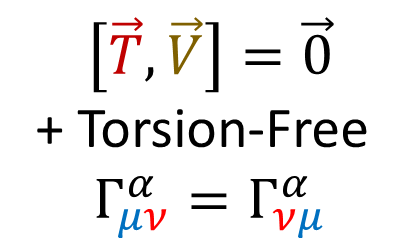 [T⃗, V⃗] = 0⃗
+ Torsion-Free
Γ^α_μν = Γ^α_νμ